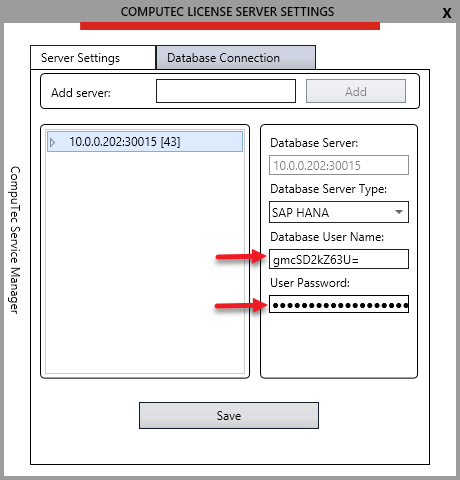 COMPUTEC LICENSE SERVER SETTINGS
X
CompuTec Service Manager
Server Settings
Database Connection
Add server:
Add
10.0.0.202:30015 [43]
Database Server:
10.0.0.202:30015
Database Server Type:
SAP HANA
Database User Name:
gmcSD2kZ63U=
User Password:
Save